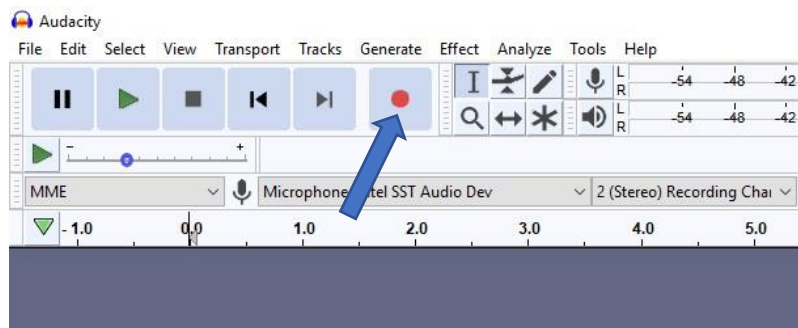 Audacity
File Edit Select View Transport Tracks Generate Effect Analyze Tools Help
L R -54 -48 -42
L R -54 -48 -42
- +
MME Microphone Intel SST Audio Dev 2 (Stereo) Recording Chai
- 1.0 0.0 1.0 2.0 3.0 4.0 5.0